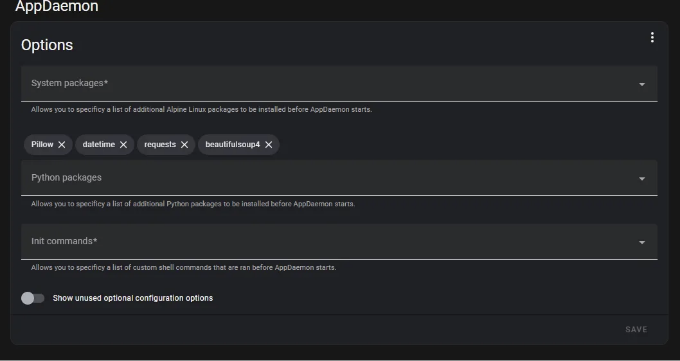 AppDaemon
Options
System packages*
Allows you to specificy a list of additional Alpine Linux packages to be installed before AppDaemon starts.
Pillow datetime requests beautifulsoup4
Python packages
Allows you to specificy a list of additional Python packages to be installed before AppDaemon starts.
Init commands*
Allows you to specificy a list of custom shell commands that are ran before AppDaemon starts.
Show unused optional configuration options
SAVE